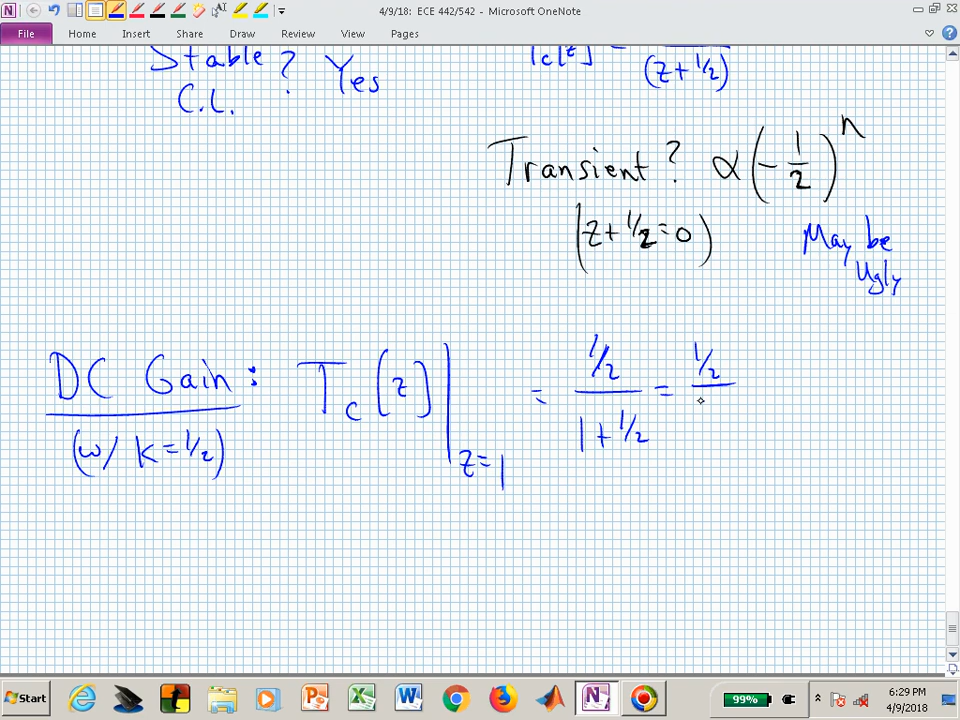 4/9/18: ECE 442/542 - Microsoft OneNote
File Home Insert Share Draw Review View Pages
Stable? Yes
C.L.
Tc[z] =
(z + 1/2)
Transient? α(-1/2)^n
(z + 1/2 = 0)
May be
Ugly
DC Gain: Tc[z]|z=1 = (1/2)/(1 + 1/2) = 1/2
(w/ K = 1/2)
Start
99%
6:29 PM
4/9/2018